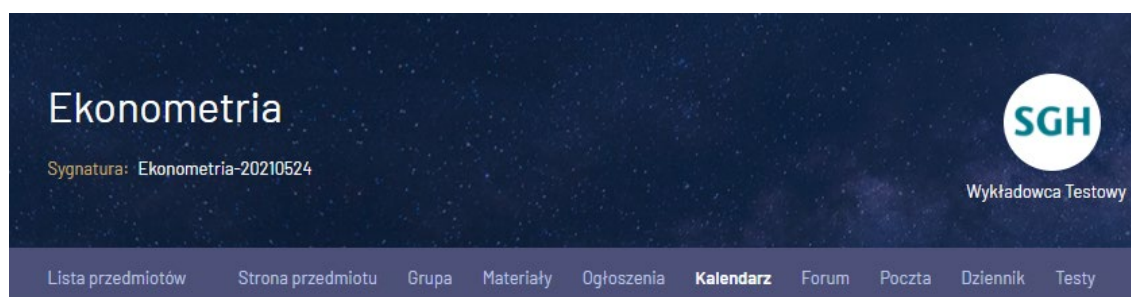 Ekonometria
Sygnatura: Ekonometria-20210524
SGH
Wykładowca Testowy
Lista przedmiotów Strona przedmiotu Grupa Materiały Ogłoszenia Kalendarz Forum Poczta Dziennik Testy